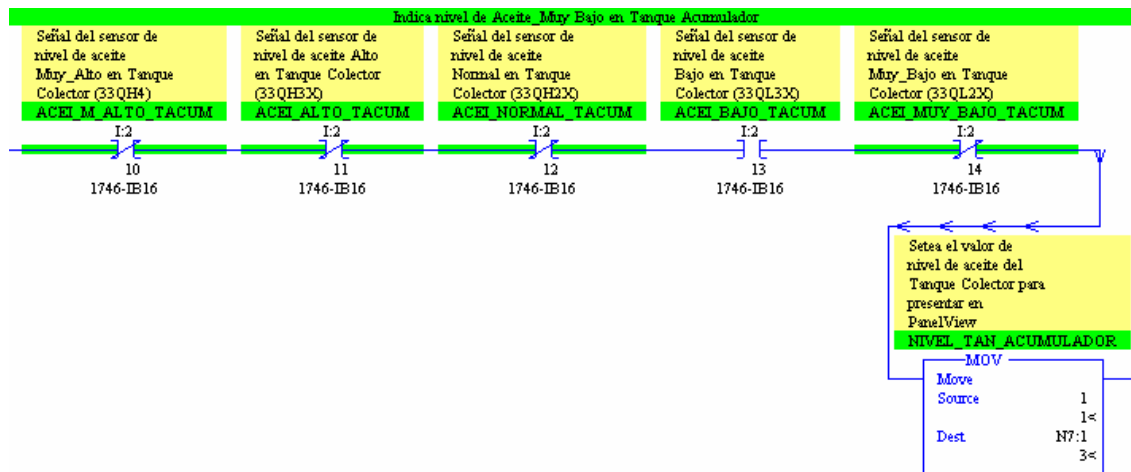 Indica nivel de Aceite_Muy Bajo en Tanque Acumulador
Señal del sensor de
nivel de aceite
Muy_Alto en Tanque
Colector (33QH4)
ACEI_M_ALTO_TACUM
I:2
10
1746-IB16
Señal del sensor de
nivel de aceite Alto
en Tanque Colector
(33QH3X)
ACEI_ALTO_TACUM
I:2
11
1746-IB16
Señal del sensor de
nivel de aceite
Normal en Tanque
Colector (33QH2X)
ACEI_NORMAL_TACUM
I:2
12
1746-IB16
Señal del sensor de
nivel de aceite
Bajo en Tanque
Colector (33QL3X)
ACEI_BAJO_TACUM
I:2
13
1746-IB16
Señal del sensor de
nivel de aceite
Muy_Bajo en Tanque
Colector (33QL2X)
ACEI_MUY_BAJO_TACUM
I:2
14
1746-IB16
Setea el valor de
nivel de aceite del
Tanque Colector para
presentar en
PanelView
NIVEL_TAN_ACUMULADOR
MOV
Move
Source 1
1<
Dest N7:1
3<